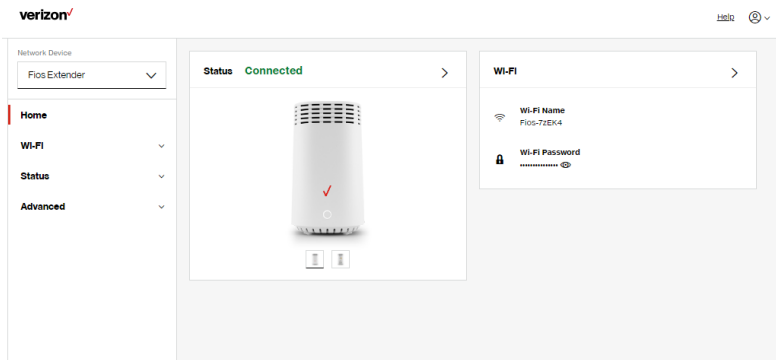 verizon✓
Help
Network Device
Fios Extender
Home
Wi-Fi
Status
Advanced
Status Connected
Wi-Fi
Wi-Fi Name
Fios-7zEK4
Wi-Fi Password
•••••••••••••••